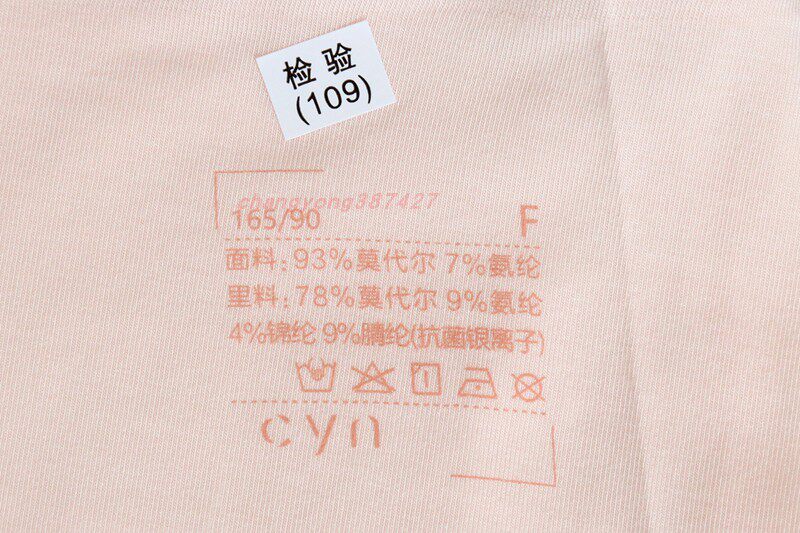 检验
(109)
changyong387427
165/90 F
面料:93%莫代尔 7%氨纶
里料:78%莫代尔 9%氨纶
4%锦纶 9%腈纶(抗菌银离子)
cyn